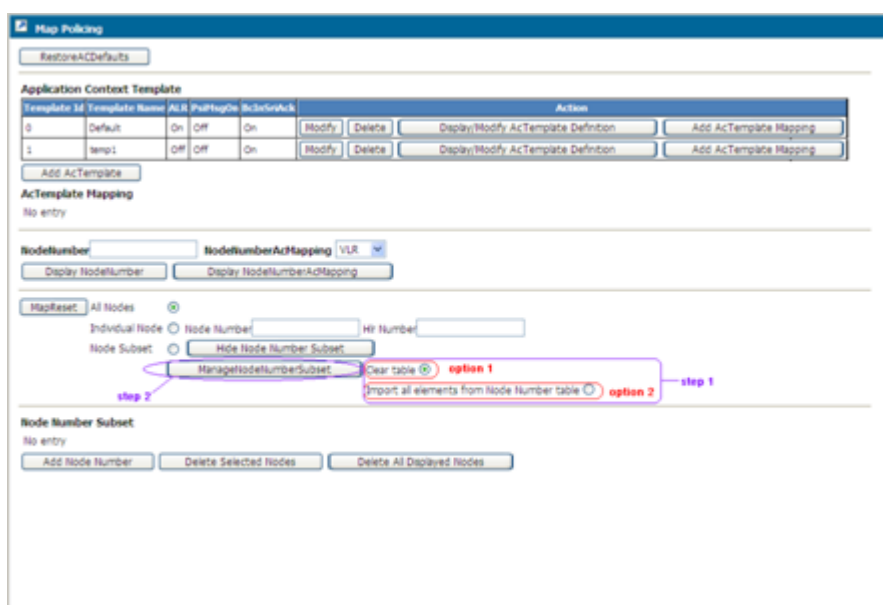 Map Policing
RestoreACDefaults
Application Context Template
Template Id Template Name ALR PsiMsgOn BcInSriAck Action
0 Default On Off On Modify Delete Display/Modify AcTemplate Definition Add AcTemplate Mapping
1 temp1 Off Off On Modify Delete Display/Modify AcTemplate Definition Add AcTemplate Mapping
Add AcTemplate
AcTemplate Mapping
No entry
NodeNumber NodeNumberAcMapping VLR
Display NodeNumber Display NodeNumberAcMapping
MapReset All Nodes
Individual Node Node Number Hlr Number
Node Subset Hide Node Number Subset
ManageNodeNumberSubset Clear table option 1
step 1
Import all elements from Node Number table option 2
step 2
Node Number Subset
No entry
Add Node Number Delete Selected Nodes Delete All Displayed Nodes